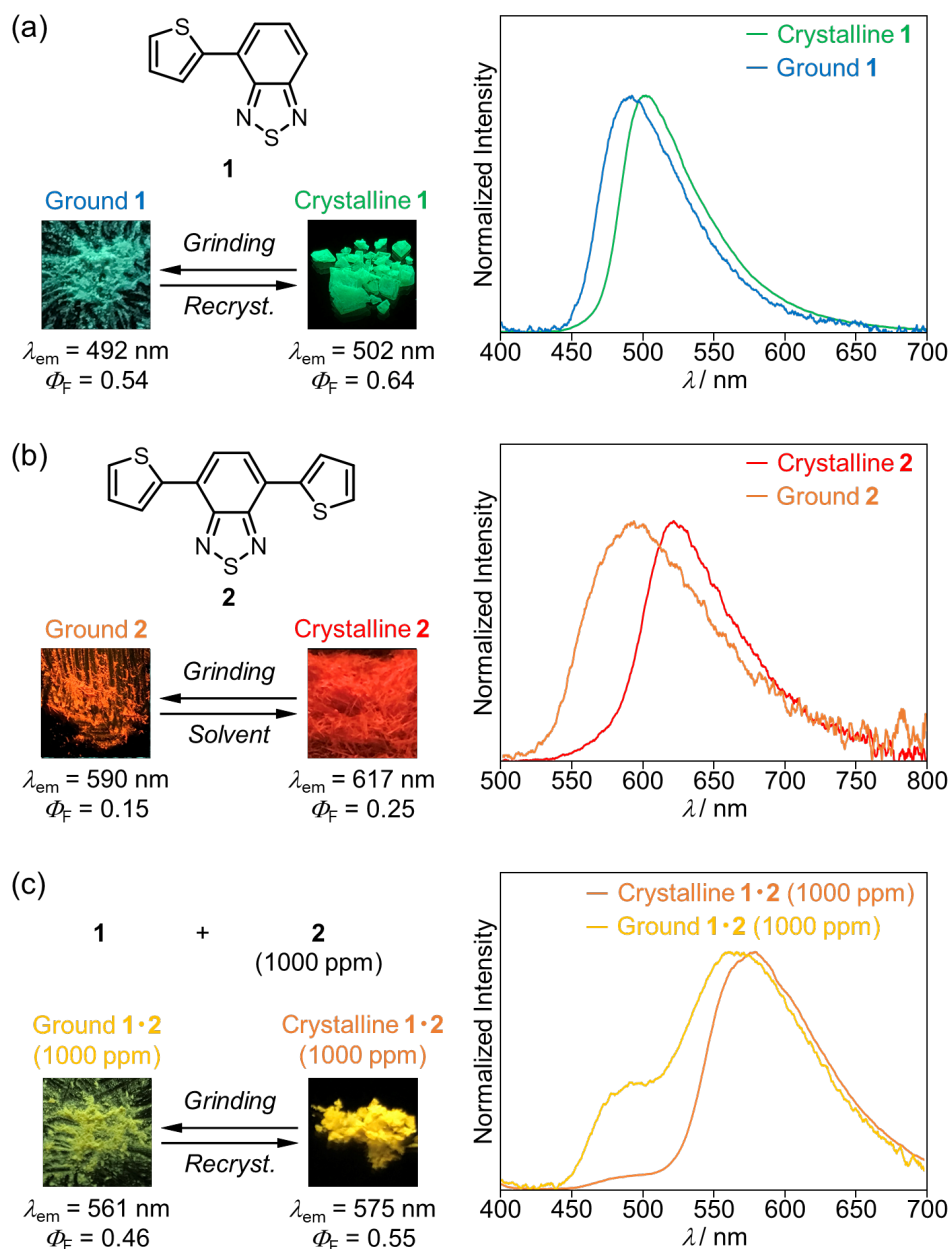 (a)
S
N
N
S
1
Ground 1
Crystalline 1
Grinding
Recryst.
λem = 492 nm
ΦF = 0.54
λem = 502 nm
ΦF = 0.64
Normalized Intensity
Crystalline 1
Ground 1
400 450 500 550 600 650 700
λ/ nm
(b)
S
S
N
N
S
2
Ground 2
Crystalline 2
Grinding
Solvent
λem = 590 nm
ΦF = 0.15
λem = 617 nm
ΦF = 0.25
Normalized Intensity
Crystalline 2
Ground 2
500 550 600 650 700 750 800
λ/ nm
(c)
1 + 2
(1000 ppm)
Ground 1·2
(1000 ppm)
Crystalline 1·2
(1000 ppm)
Grinding
Recryst.
λem = 561 nm
ΦF = 0.46
λem = 575 nm
ΦF = 0.55
Normalized Intensity
Crystalline 1·2 (1000 ppm)
Ground 1·2 (1000 ppm)
400 450 500 550 600 650 700
λ/ nm